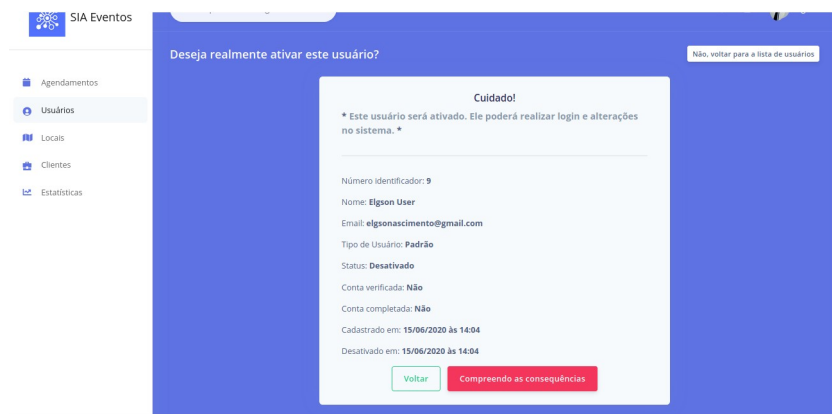 SIA Eventos
Deseja realmente ativar este usuário?
Não, voltar para a lista de usuários
Agendamentos
Usuários
Locais
Clientes
Estatísticas
Cuidado!
* Este usuário será ativado. Ele poderá realizar login e alterações
no sistema. *
Número identificador: 9
Nome: Elgson User
Email: elgsonascimento@gmail.com
Tipo de Usuário: Padrão
Status: Desativado
Conta verificada: Não
Conta completada: Não
Cadastrado em: 15/06/2020 às 14:04
Desativado em: 15/06/2020 às 14:04
Voltar
Compreendo as consequências